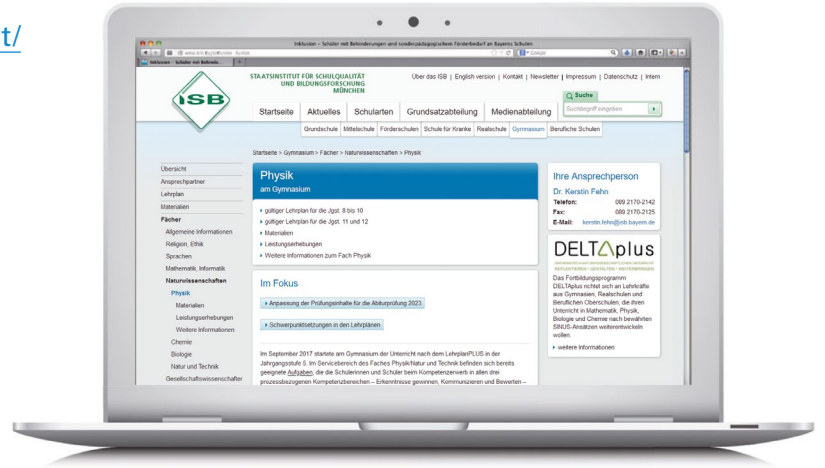 t/
Inklusion – Schüler mit Behinderungen und sonderpädagogischem Förderbedarf an Bayerns Schulen
Google
Inklusion – Schüler mit Behinde...
iSB
STAATSINSTITUT FÜR SCHULQUALITÄT
UND BILDUNGSFORSCHUNG
MÜNCHEN
Über das ISB | English version | Kontakt | Newsletter | Impressum | Datenschutz | Intern
Suche
Suchbegriff eingeben
Startseite Aktuelles Schularten Grundsatzabteilung Medienabteilung
Grundschule Mittelschule Förderschulen Schule für Kranke Realschule Gymnasium Berufliche Schulen
Startseite > Gymnasium > Fächer > Naturwissenschaften > Physik
Übersicht
Ansprechpartner
Lehrplan
Materialien
Fächer
Allgemeine Informationen
Religion, Ethik
Sprachen
Mathematik, Informatik
Naturwissenschaften
Physik
Materialien
Leistungserhebungen
Weitere Informationen
Chemie
Biologie
Natur und Technik
Gesellschaftswissenschafter
Physik
am Gymnasium
gültiger Lehrplan für die Jgst. 8 bis 10
gültiger Lehrplan für die Jgst. 11 und 12
Materialien
Leistungserhebungen
Weitere Informationen zum Fach Physik
Im Fokus
Anpassung der Prüfungsinhalte für die Abiturprüfung 2023
Schwerpunktsetzungen in den Lehrplänen
Im September 2017 startete am Gymnasium der Unterricht nach dem LehrplanPLUS in der
Jahrgangsstufe 5. Im Servicebereich des Faches Physik/Natur und Technik befinden sich bereits
geeignete Aufgaben, die die Schülerinnen und Schüler beim Kompetenzerwerb in allen drei
prozessbezogenen Kompetenzbereichen – Erkenntnisse gewinnen, Kommunizieren und Bewerten –
Ihre Ansprechperson
Dr. Kerstin Fehn
Telefon: 089 2170-2142
Fax: 089 2170-2125
E-Mail: kerstin.fehn@isb.bayern.de
DELTAplus
REFLEKTIEREN · GESTALTEN · WEITERBRINGEN
Das Fortbildungsprogramm
DELTAplus richtet sich an Lehrkräfte
aus Gymnasien, Realschulen und
Beruflichen Oberschulen, die ihren
Unterricht in Mathematik, Physik,
Biologie und Chemie nach bewährten
SINUS-Ansätzen weiterentwickeln
wollen.
weitere Informationen